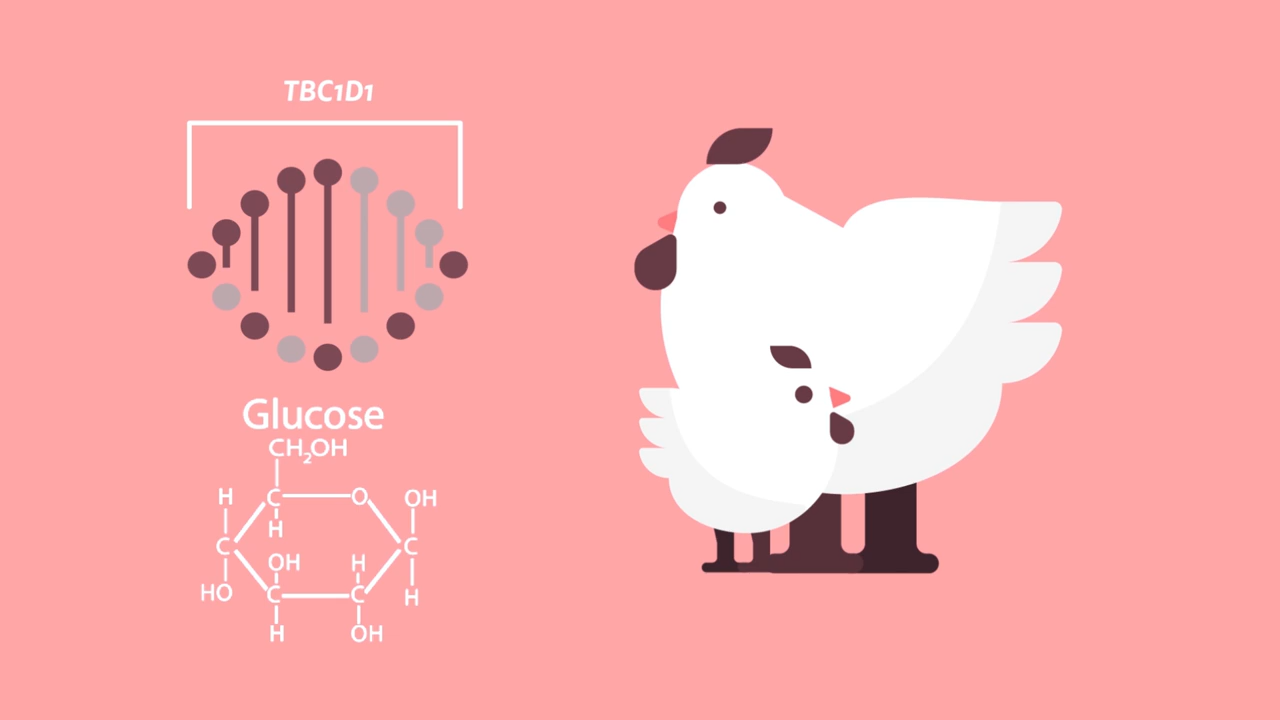 TBC1D1
Glucose
CH₂OH
H C O OH
H
C C
OH H
HO C C H
H OH